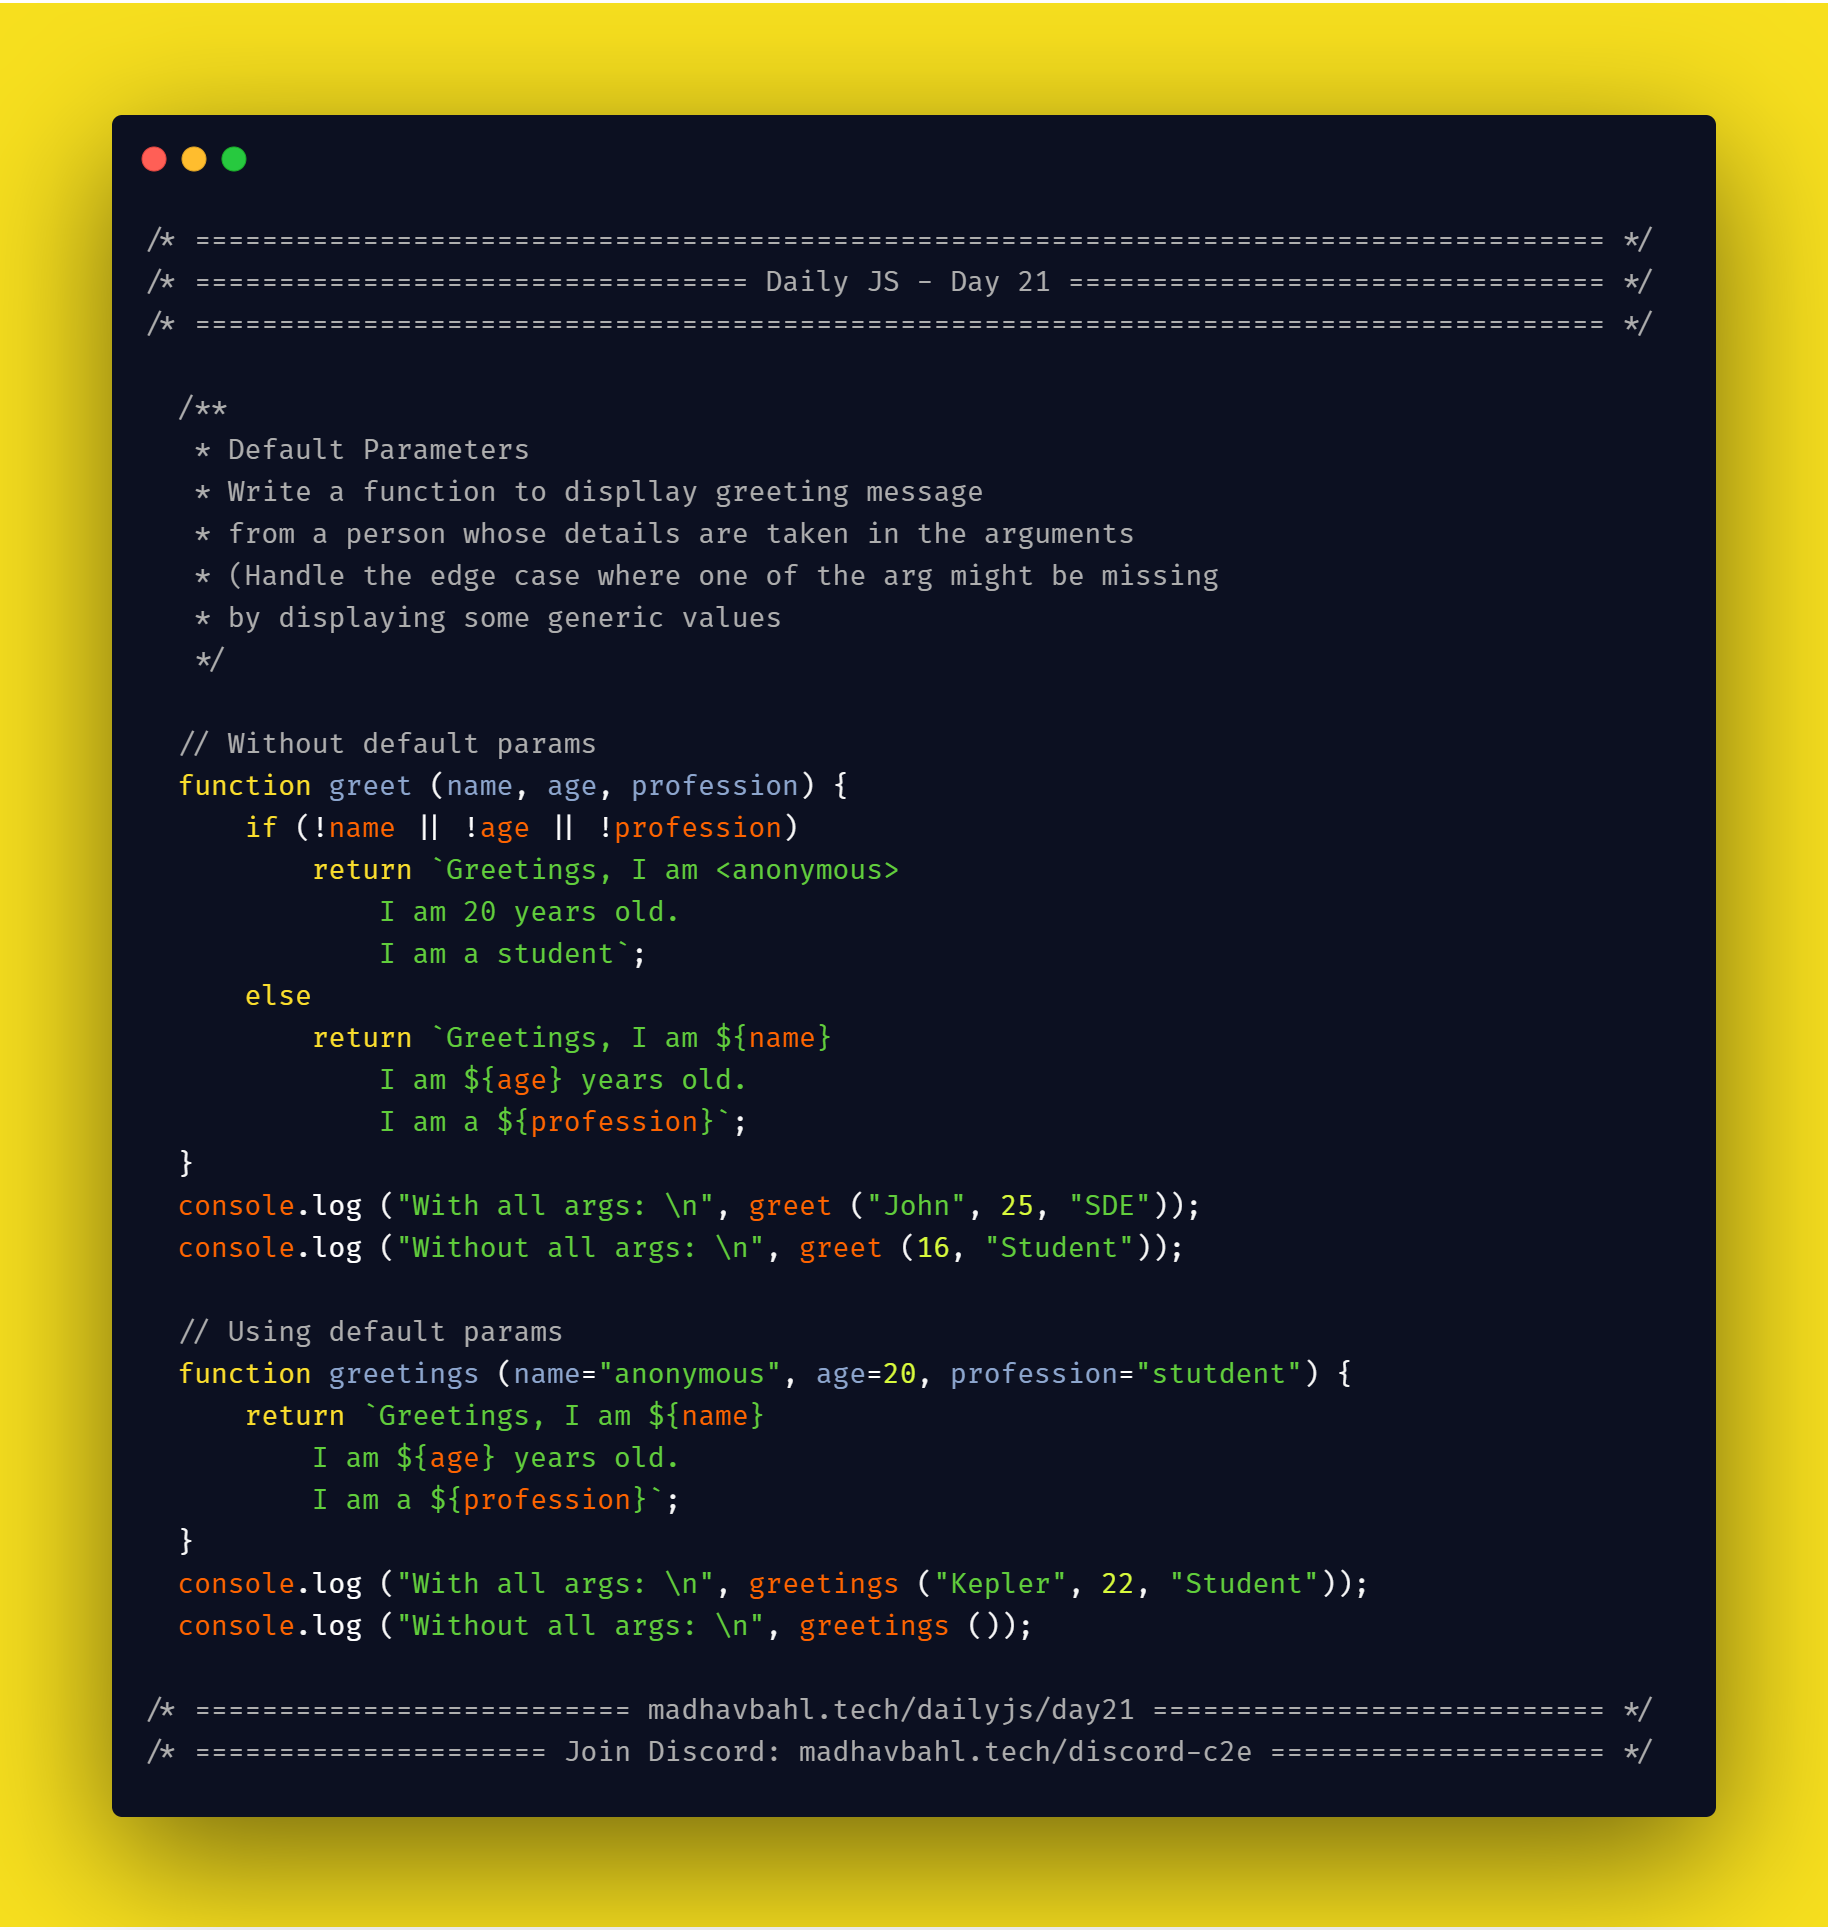 /* ==================================================================================== */
/* ================================= Daily JS - Day 21 ================================ */
/* ==================================================================================== */
/**
* Default Parameters
* Write a function to displlay greeting message
* from a person whose details are taken in the arguments
* (Handle the edge case where one of the arg might be missing
* by displaying some generic values
*/
// Without default params
function greet (name, age, profession) {
if (!name || !age || !profession)
return `Greetings, I am <anonymous>
I am 20 years old.
I am a student`;
else
return `Greetings, I am ${name}
I am ${age} years old.
I am a ${profession}`;
}
console.log ("With all args: \n", greet ("John", 25, "SDE"));
console.log ("Without all args: \n", greet (16, "Student"));
// Using default params
function greetings (name="anonymous", age=20, profession="stutdent") {
return `Greetings, I am ${name}
I am ${age} years old.
I am a ${profession}`;
}
console.log ("With all args: \n", greetings ("Kepler", 22, "Student"));
console.log ("Without all args: \n", greetings ());
/* ========================== madhavbahl.tech/dailyjs/day21 =========================== */
/* ===================== Join Discord: madhavbahl.tech/discord-c2e ==================== */